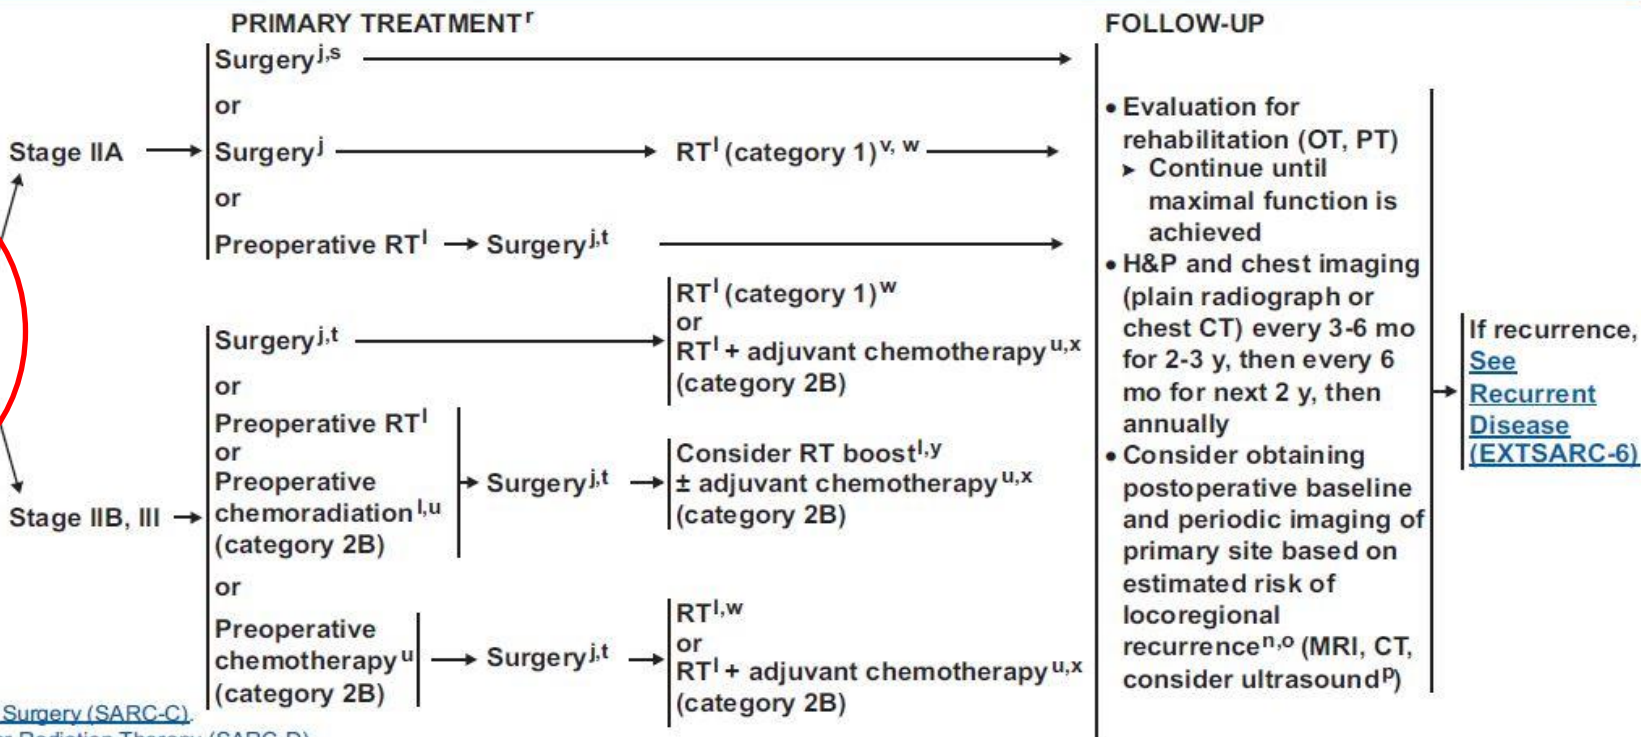 PRIMARY TREATMENTr
FOLLOW-UP
Stage IIA
Surgeryj,s
or
Surgeryj
RTl (category 1)v, w
or
Preoperative RTl
Surgeryj,t
Stage IIB, III
Surgeryj,t
RTl (category 1)w
or
RTl + adjuvant chemotherapyu,x
(category 2B)
or
Preoperative RTl
or
Preoperative
chemoradiationl,u
(category 2B)
Surgeryj,t
Consider RT boostl,y
± adjuvant chemotherapyu,x
(category 2B)
or
Preoperative
chemotherapyu
(category 2B)
Surgeryj,t
RTl,w
or
RTl + adjuvant chemotherapyu,x
(category 2B)
• Evaluation for
rehabilitation (OT, PT)
➤ Continue until
maximal function is
achieved
• H&P and chest imaging
(plain radiograph or
chest CT) every 3-6 mo
for 2-3 y, then every 6
mo for next 2 y, then
annually
• Consider obtaining
postoperative baseline
and periodic imaging of
primary site based on
estimated risk of
locoregional
recurrencen,o (MRI, CT,
consider ultrasoundp)
If recurrence,
See
Recurrent
Disease
(EXTSARC-6)
Surgery (SARC-C).
Radiation Therapy (SARC-D)